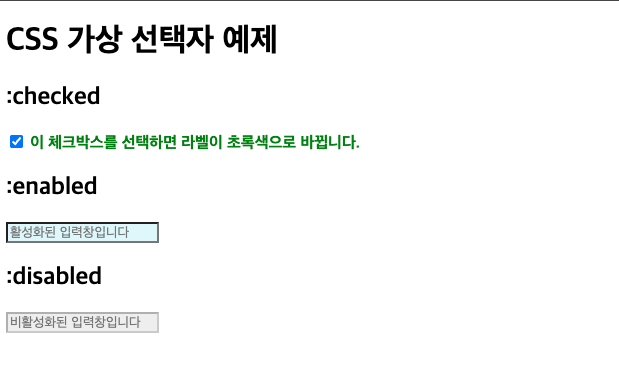 CSS 가상 선택자 예제
:checked
이 체크박스를 선택하면 라벨이 초록색으로 바뀝니다.
:enabled
활성화된 입력창입니다
:disabled
비활성화된 입력창입니다